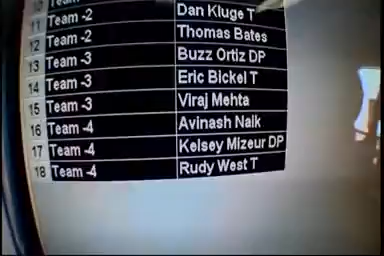 10 Team
11 Team -2 Dan Kluge T
12 Team -2 Thomas Bates
13 Team -3 Buzz Ortiz DP
14 Team -3 Eric Bickel T
15 Team -3 Viraj Mehta
16 Team -4 Avinash Naik
17 Team -4 Kelsey Mizeur DP
18 Team -4 Rudy West T